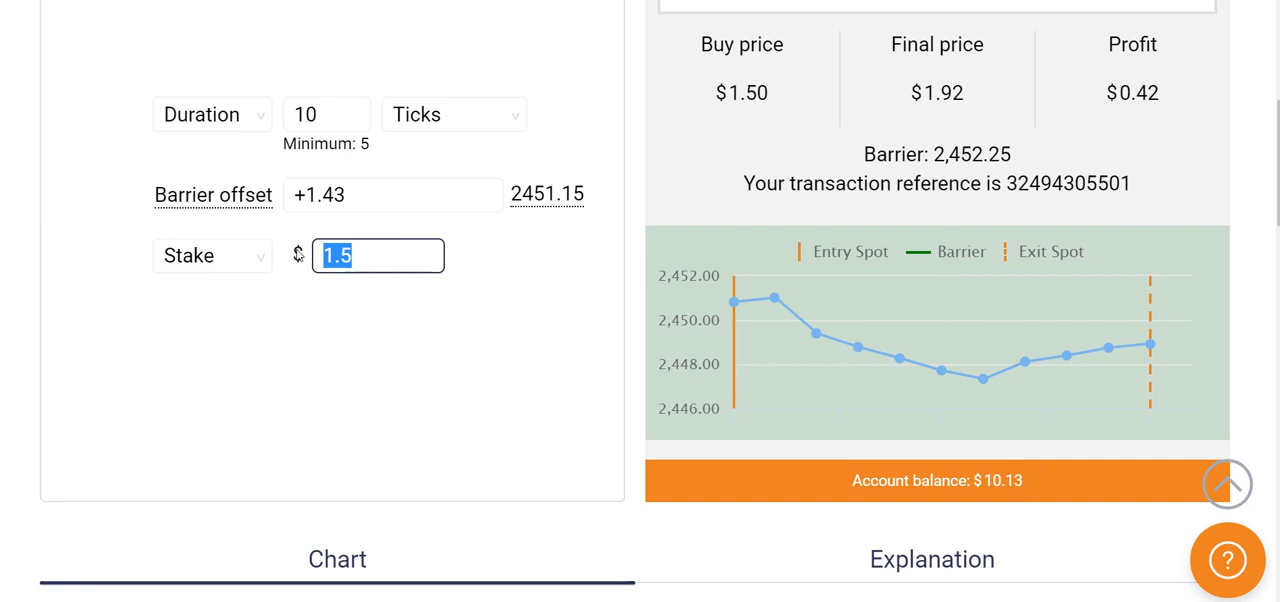 Duration 10 Ticks
Minimum: 5
Barrier offset +1.43 2451.15
Stake $ 1.5
Buy price Final price Profit
$1.50 $1.92 $0.42
Barrier: 2,452.25
Your transaction reference is 32494305501
Entry Spot Barrier Exit Spot
2,452.00
2,450.00
2,448.00
2,446.00
Account balance: $10.13
?
Chart Explanation